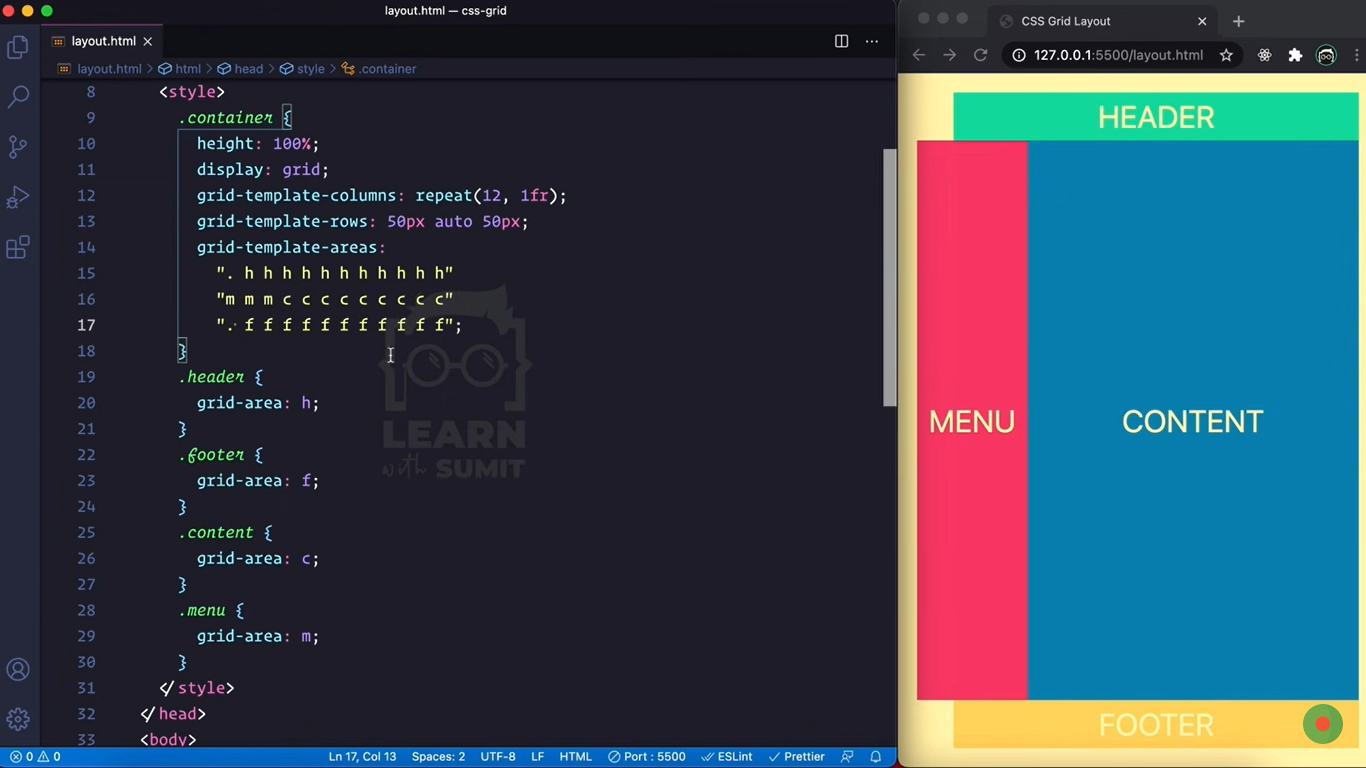 layout.html — css-grid
layout.html
layout.html > html > head > style > .container
8 <style>
9 .container {
10 height: 100%;
11 display: grid;
12 grid-template-columns: repeat(12, 1fr);
13 grid-template-rows: 50px auto 50px;
14 grid-template-areas:
15 ". h h h h h h h h h h h"
16 "m m m c c c c c c c c c"
17 ". f f f f f f f f f f f";
18 }
19 .header {
20 grid-area: h;
21 }
22 .footer {
23 grid-area: f;
24 }
25 .content {
26 grid-area: c;
27 }
28 .menu {
29 grid-area: m;
30 }
31 </style>
32 </head>
33 <body>
LEARN
with SUMIT
0 0 Ln 17, Col 13 Spaces: 2 UTF-8 LF HTML Port : 5500 ESLint Prettier
CSS Grid Layout
127.0.0.1:5500/layout.html
HEADER
MENU
CONTENT
FOOTER